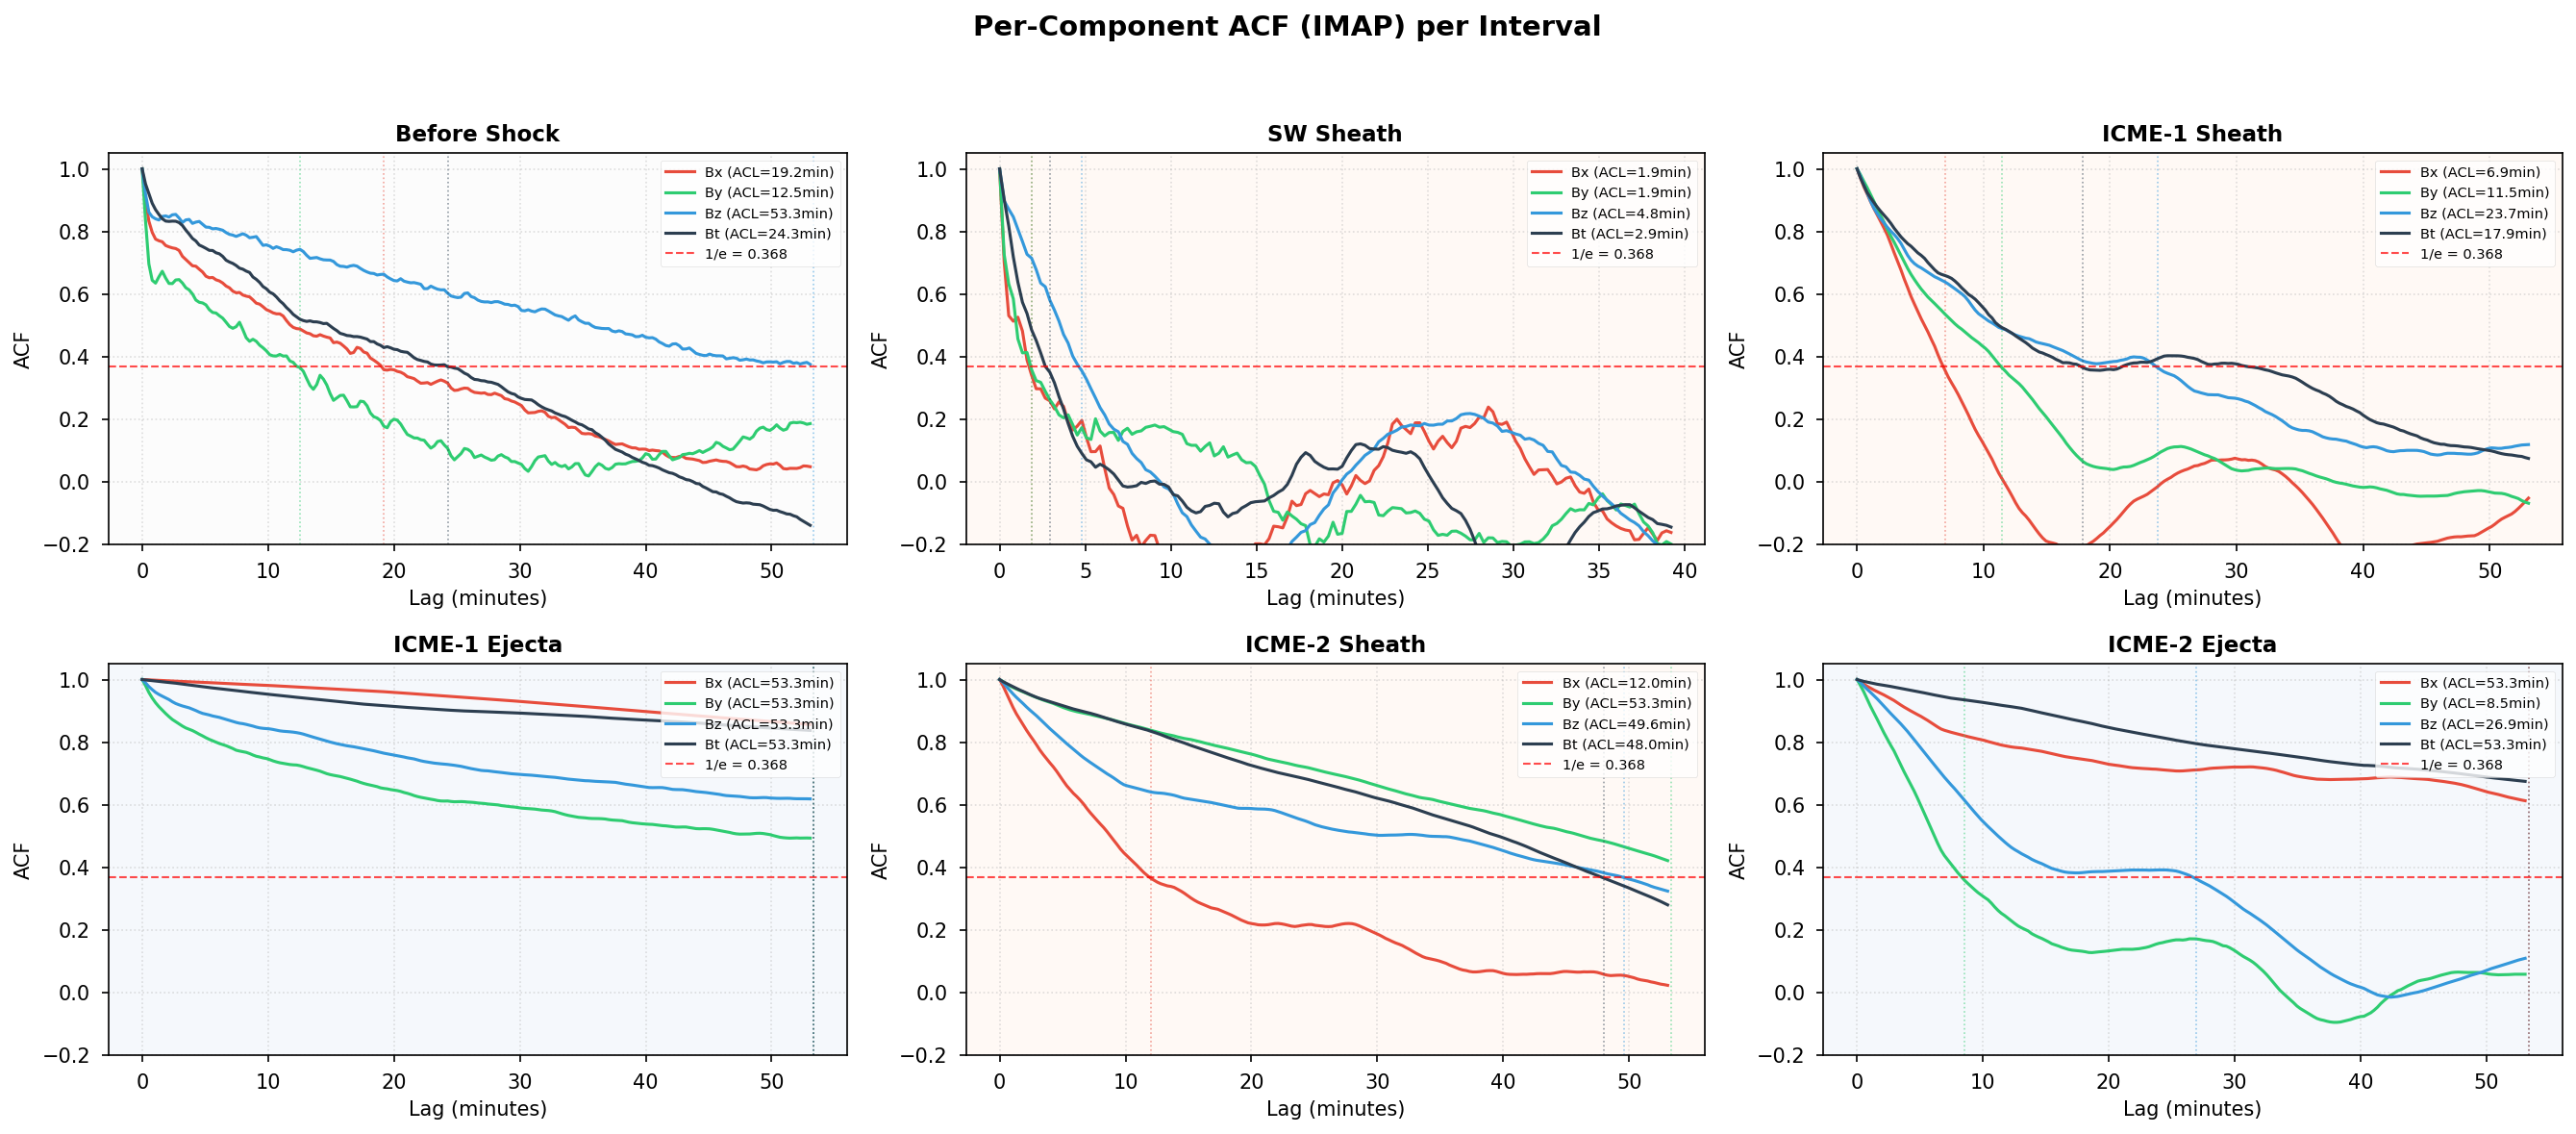 Per-Component ACF (IMAP) per Interval
Before Shock
1.0
0.8
0.6
0.4
0.2
0.0
−0.2
ACF
Bx (ACL=19.2min)
By (ACL=12.5min)
Bz (ACL=53.3min)
Bt (ACL=24.3min)
1/e = 0.368
0 10 20 30 40 50
Lag (minutes)
SW Sheath
1.0
0.8
0.6
0.4
0.2
0.0
−0.2
ACF
Bx (ACL=1.9min)
By (ACL=1.9min)
Bz (ACL=4.8min)
Bt (ACL=2.9min)
1/e = 0.368
0 5 10 15 20 25 30 35 40
Lag (minutes)
ICME-1 Sheath
1.0
0.8
0.6
0.4
0.2
0.0
−0.2
ACF
Bx (ACL=6.9min)
By (ACL=11.5min)
Bz (ACL=23.7min)
Bt (ACL=17.9min)
1/e = 0.368
0 10 20 30 40 50
Lag (minutes)
ICME-1 Ejecta
1.0
0.8
0.6
0.4
0.2
0.0
−0.2
ACF
Bx (ACL=53.3min)
By (ACL=53.3min)
Bz (ACL=53.3min)
Bt (ACL=53.3min)
1/e = 0.368
0 10 20 30 40 50
Lag (minutes)
ICME-2 Sheath
1.0
0.8
0.6
0.4
0.2
0.0
−0.2
ACF
Bx (ACL=12.0min)
By (ACL=53.3min)
Bz (ACL=49.6min)
Bt (ACL=48.0min)
1/e = 0.368
0 10 20 30 40 50
Lag (minutes)
ICME-2 Ejecta
1.0
0.8
0.6
0.4
0.2
0.0
−0.2
ACF
Bx (ACL=53.3min)
By (ACL=8.5min)
Bz (ACL=26.9min)
Bt (ACL=53.3min)
1/e = 0.368
0 10 20 30 40 50
Lag (minutes)